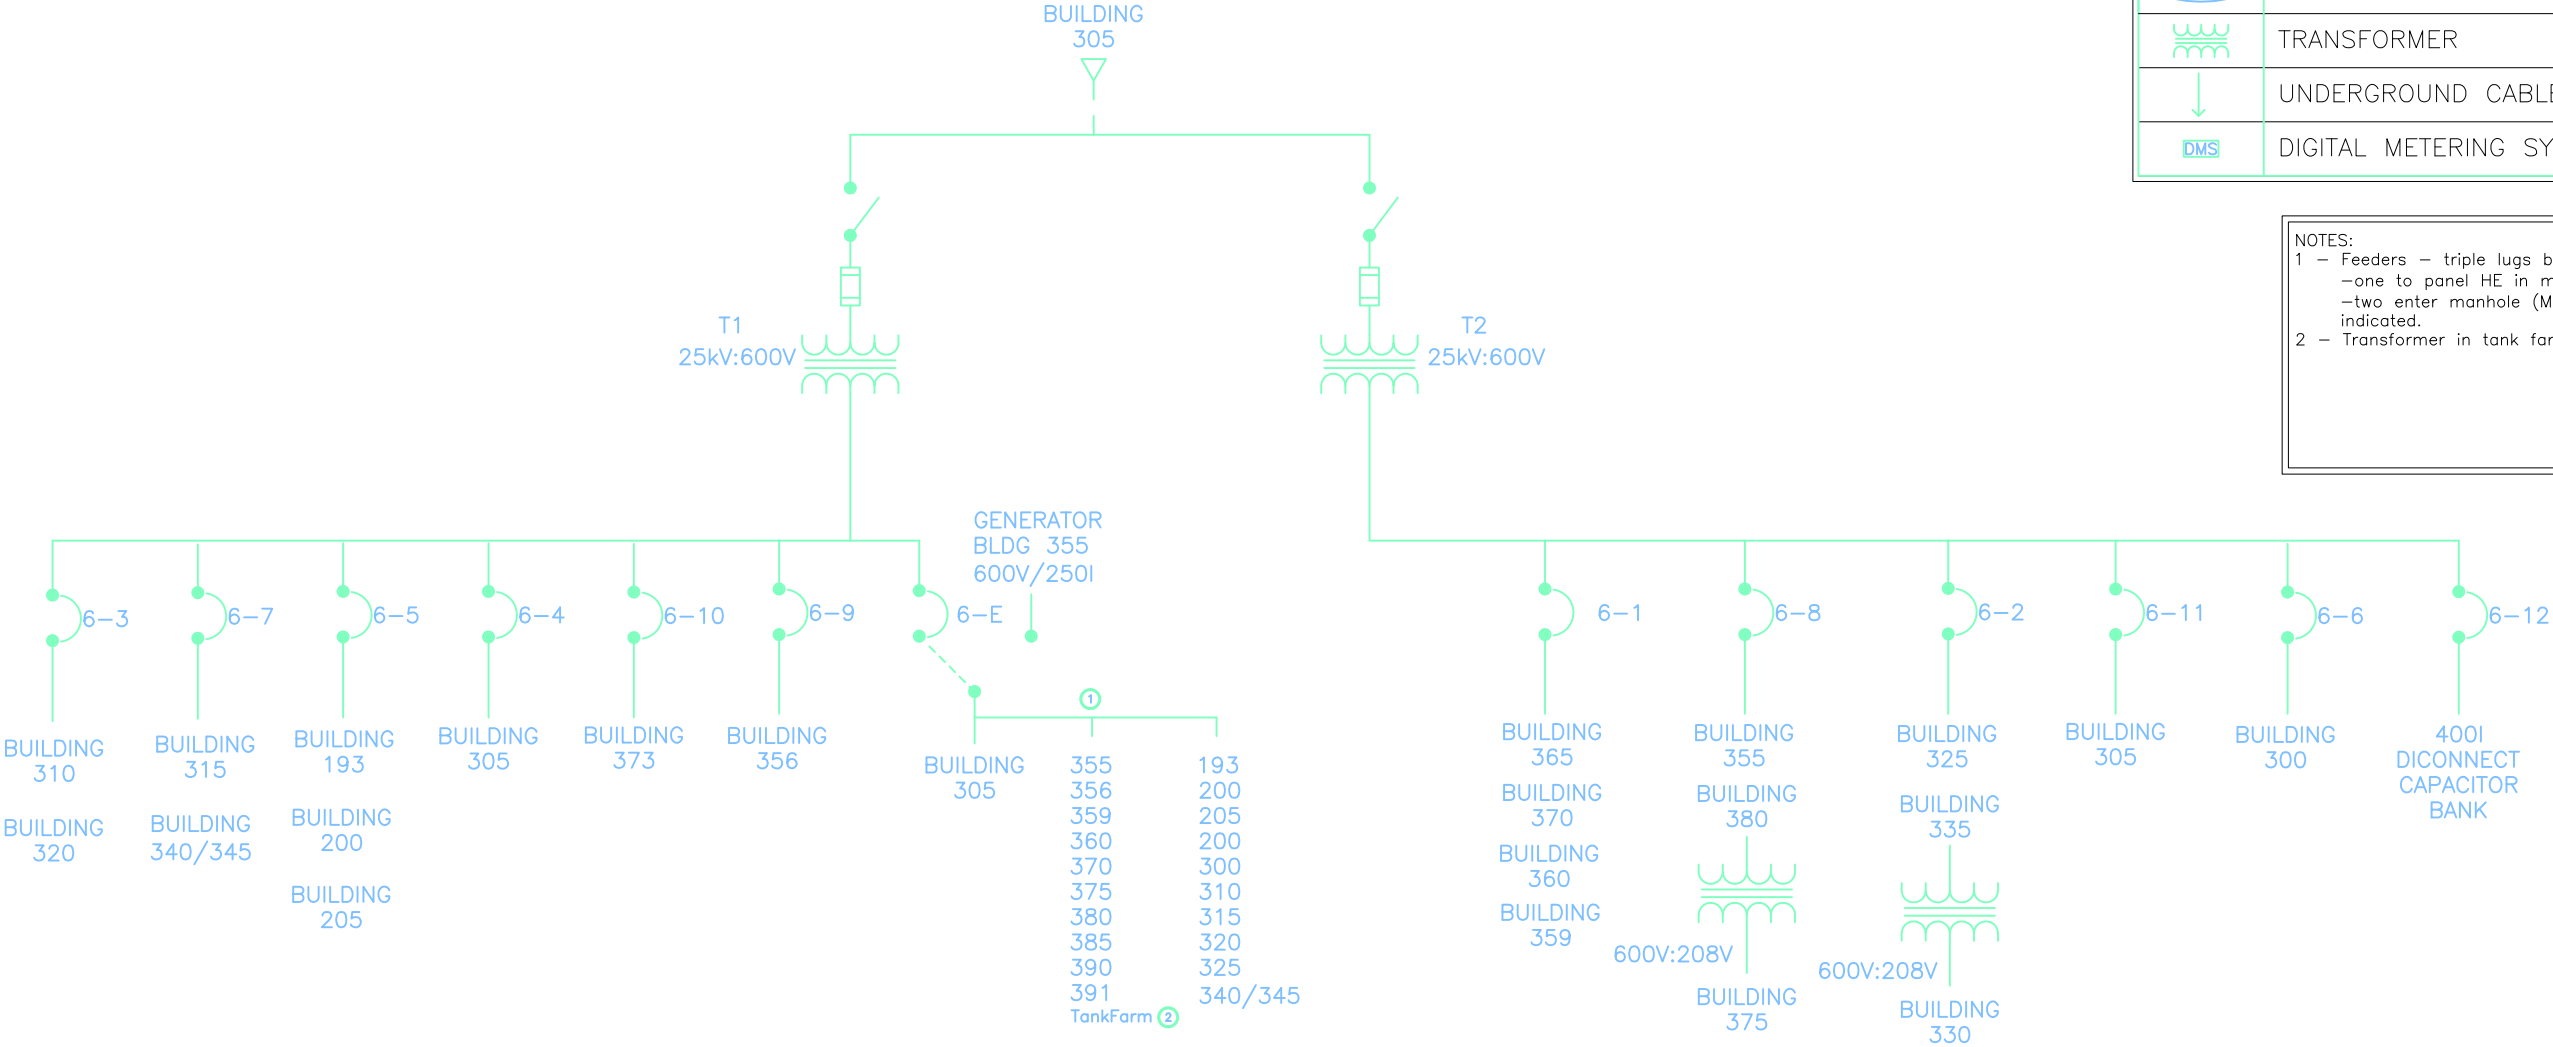 BUILDING
305
TRANSFORMER
UNDERGROUND CABLE
DMS
DIGITAL METERING SY
NOTES:
1 – Feeders – triple lugs b
–one to panel HE in m
–two enter manhole (M
indicated.
2 – Transformer in tank far
T1
25kV:600V
T2
25kV:600V
GENERATOR
BLDG 355
600V/250I
6–3
6–7
6–5
6–4
6–10
6–9
6–E
6–1
6–8
6–2
6–11
6–6
6–12
BUILDING
310
BUILDING
320
BUILDING
315
BUILDING
340/345
BUILDING
193
BUILDING
200
BUILDING
205
BUILDING
305
BUILDING
373
BUILDING
356
BUILDING
305
1
355
356
359
360
370
375
380
385
390
391
TankFarm 2
193
200
205
200
300
310
315
320
325
340/345
BUILDING
365
BUILDING
370
BUILDING
360
BUILDING
359
BUILDING
355
BUILDING
380
600V:208V
BUILDING
375
BUILDING
325
BUILDING
335
600V:208V
BUILDING
330
BUILDING
305
BUILDING
300
400I
DICONNECT
CAPACITOR
BANK